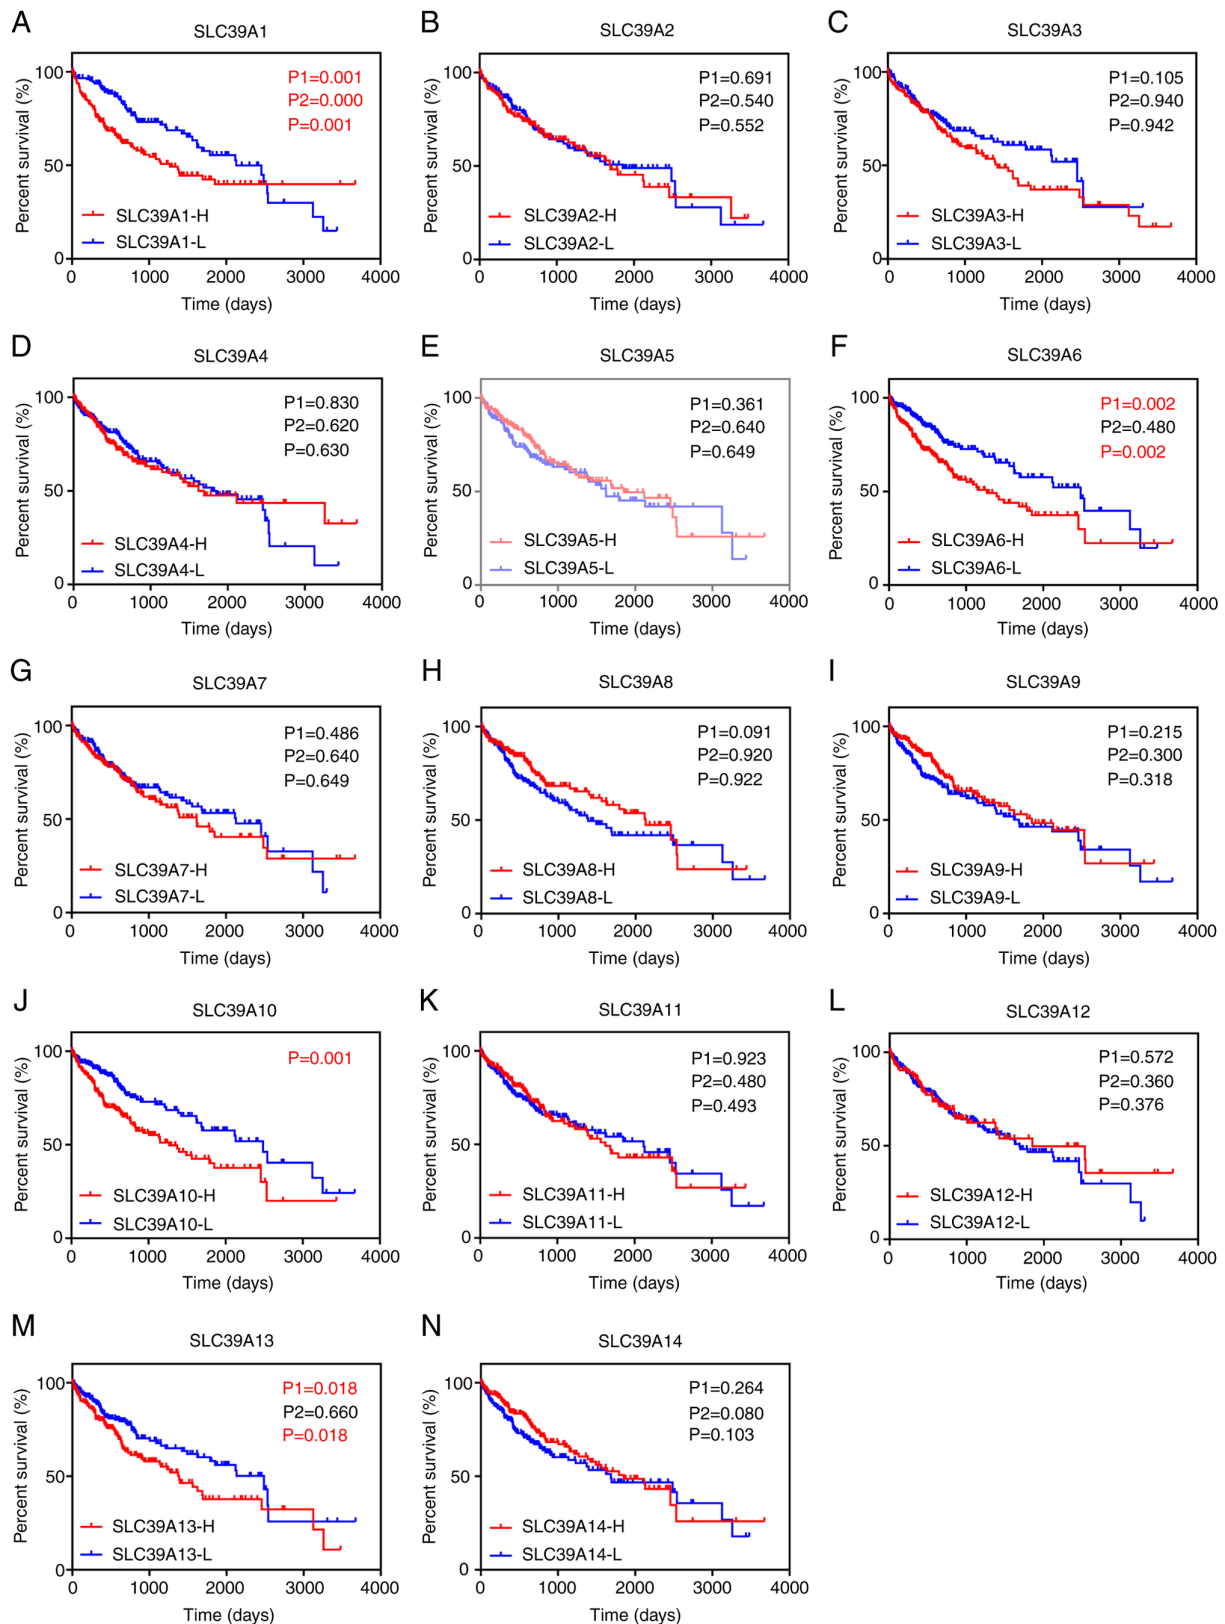 A
SLC39A1
Percent survival (%)
100
50
0
P1=0.001
P2=0.000
P=0.001
SLC39A1-H
SLC39A1-L
0 1000 2000 3000 4000
Time (days)
B
SLC39A2
Percent survival (%)
100
50
0
P1=0.691
P2=0.540
P=0.552
SLC39A2-H
SLC39A2-L
0 1000 2000 3000 4000
Time (days)
C
SLC39A3
Percent survival (%)
100
50
0
P1=0.105
P2=0.940
P=0.942
SLC39A3-H
SLC39A3-L
0 1000 2000 3000 4000
Time (days)
D
SLC39A4
Percent survival (%)
100
50
0
P1=0.830
P2=0.620
P=0.630
SLC39A4-H
SLC39A4-L
0 1000 2000 3000 4000
Time (days)
E
SLC39A5
Percent survival (%)
100
50
0
P1=0.361
P2=0.640
P=0.649
SLC39A5-H
SLC39A5-L
0 1000 2000 3000 4000
Time (days)
F
SLC39A6
Percent survival (%)
100
50
0
P1=0.002
P2=0.480
P=0.002
SLC39A6-H
SLC39A6-L
0 1000 2000 3000 4000
Time (days)
G
SLC39A7
Percent survival (%)
100
50
0
P1=0.486
P2=0.640
P=0.649
SLC39A7-H
SLC39A7-L
0 1000 2000 3000 4000
Time (days)
H
SLC39A8
Percent survival (%)
100
50
0
P1=0.091
P2=0.920
P=0.922
SLC39A8-H
SLC39A8-L
0 1000 2000 3000 4000
Time (days)
I
SLC39A9
Percent survival (%)
100
50
0
P1=0.215
P2=0.300
P=0.318
SLC39A9-H
SLC39A9-L
0 1000 2000 3000 4000
Time (days)
J
SLC39A10
Percent survival (%)
100
50
0
P=0.001
SLC39A10-H
SLC39A10-L
0 1000 2000 3000 4000
Time (days)
K
SLC39A11
Percent survival (%)
100
50
0
P1=0.923
P2=0.480
P=0.493
SLC39A11-H
SLC39A11-L
0 1000 2000 3000 4000
Time (days)
L
SLC39A12
Percent survival (%)
100
50
0
P1=0.572
P2=0.360
P=0.376
SLC39A12-H
SLC39A12-L
0 1000 2000 3000 4000
Time (days)
M
SLC39A13
Percent survival (%)
100
50
0
P1=0.018
P2=0.660
P=0.018
SLC39A13-H
SLC39A13-L
0 1000 2000 3000 4000
Time (days)
N
SLC39A14
Percent survival (%)
100
50
0
P1=0.264
P2=0.080
P=0.103
SLC39A14-H
SLC39A14-L
0 1000 2000 3000 4000
Time (days)